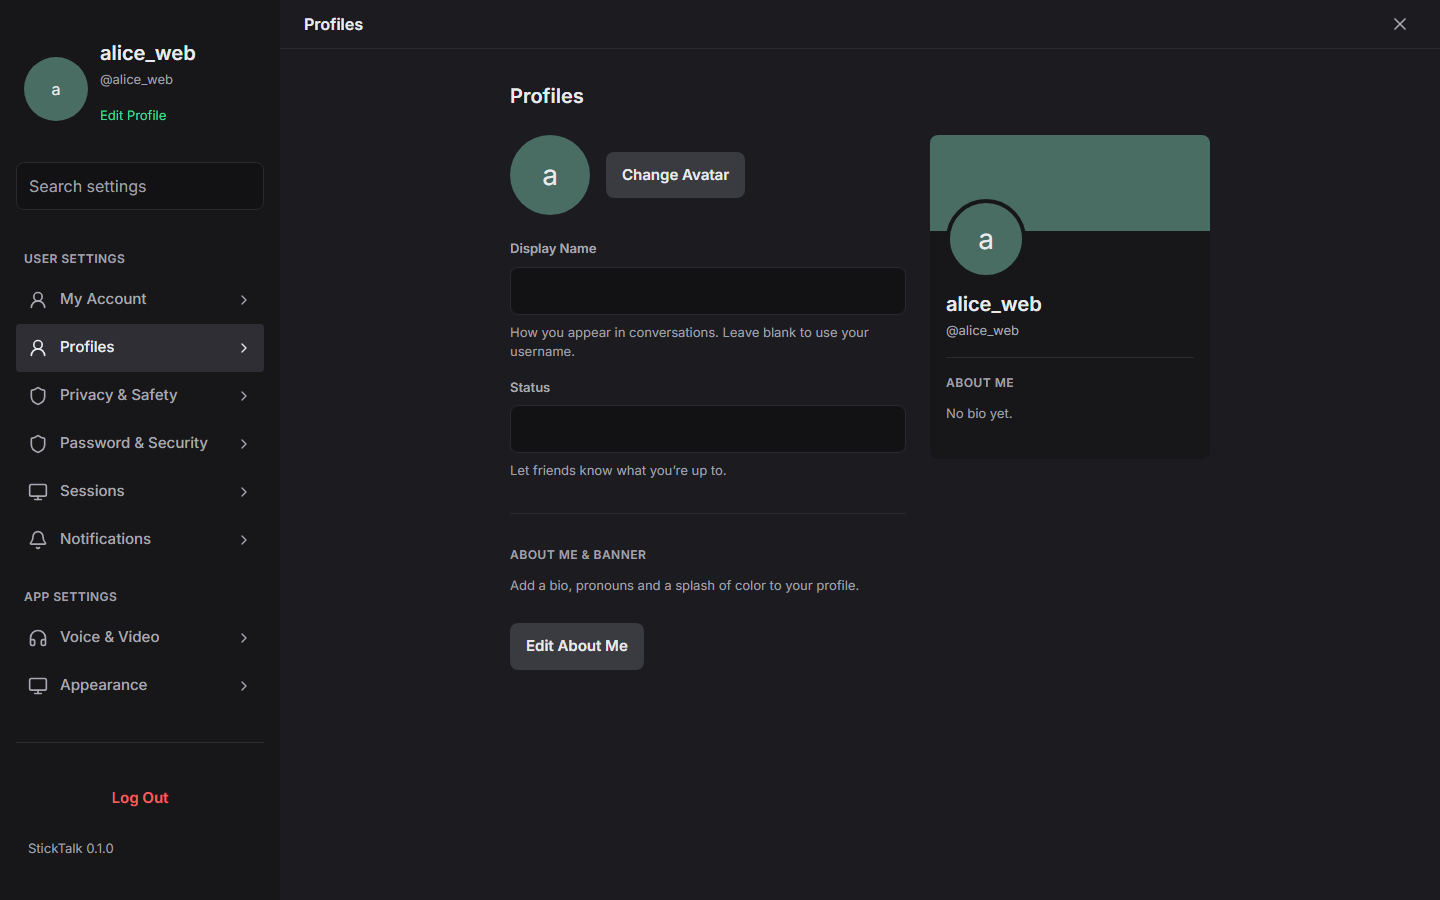 alice_web
@alice_web
a
Edit Profile
Search settings
USER SETTINGS
My Account
Profiles
Privacy & Safety
Password & Security
Sessions
Notifications
APP SETTINGS
Voice & Video
Appearance
Log Out
StickTalk 0.1.0
Profiles
Profiles
a
Change Avatar
Display Name
How you appear in conversations. Leave blank to use your
username.
Status
Let friends know what you’re up to.
ABOUT ME & BANNER
Add a bio, pronouns and a splash of color to your profile.
Edit About Me
a
alice_web
@alice_web
ABOUT ME
No bio yet.